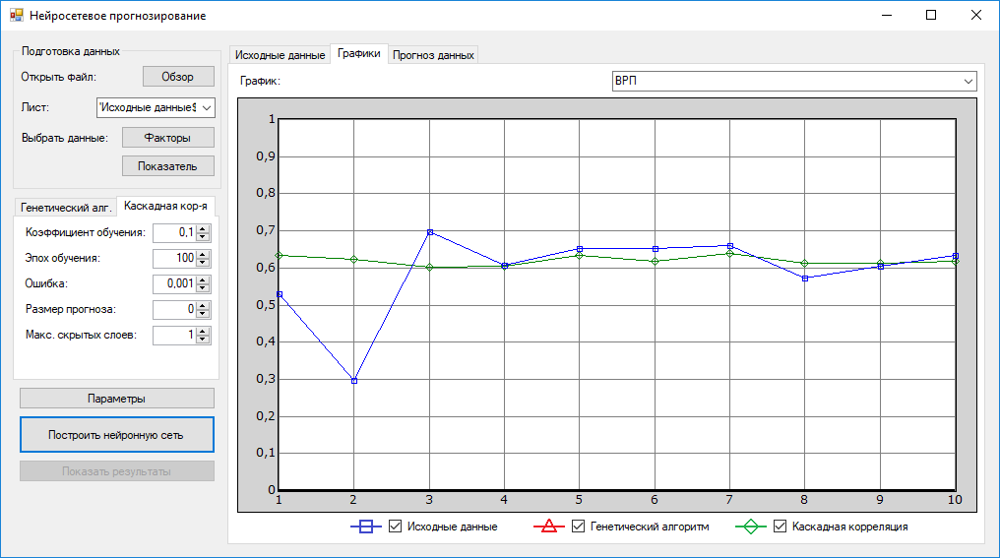 Нейросетевое прогнозирование
Подготовка данных
Открыть файл:
Обзор
Лист:
'Исходные данные$
Выбрать данные:
Факторы
Показатель
Генетический алг.
Каскадная кор-я
Коэффициент обучения:
0,1
Эпох обучения:
100
Ошибка:
0,001
Размер прогноза:
0
Макс. скрытых слоев:
1
Параметры
Построить нейронную сеть
Показать результаты
Исходные данные
Графики
Прогноз данных
График:
ВРП
1
0,9
0,8
0,7
0,6
0,5
0,4
0,3
0,2
0,1
0
1 2 3 4 5 6 7 8 9 10
Исходные данные
Генетический алгоритм
Каскадная корреляция